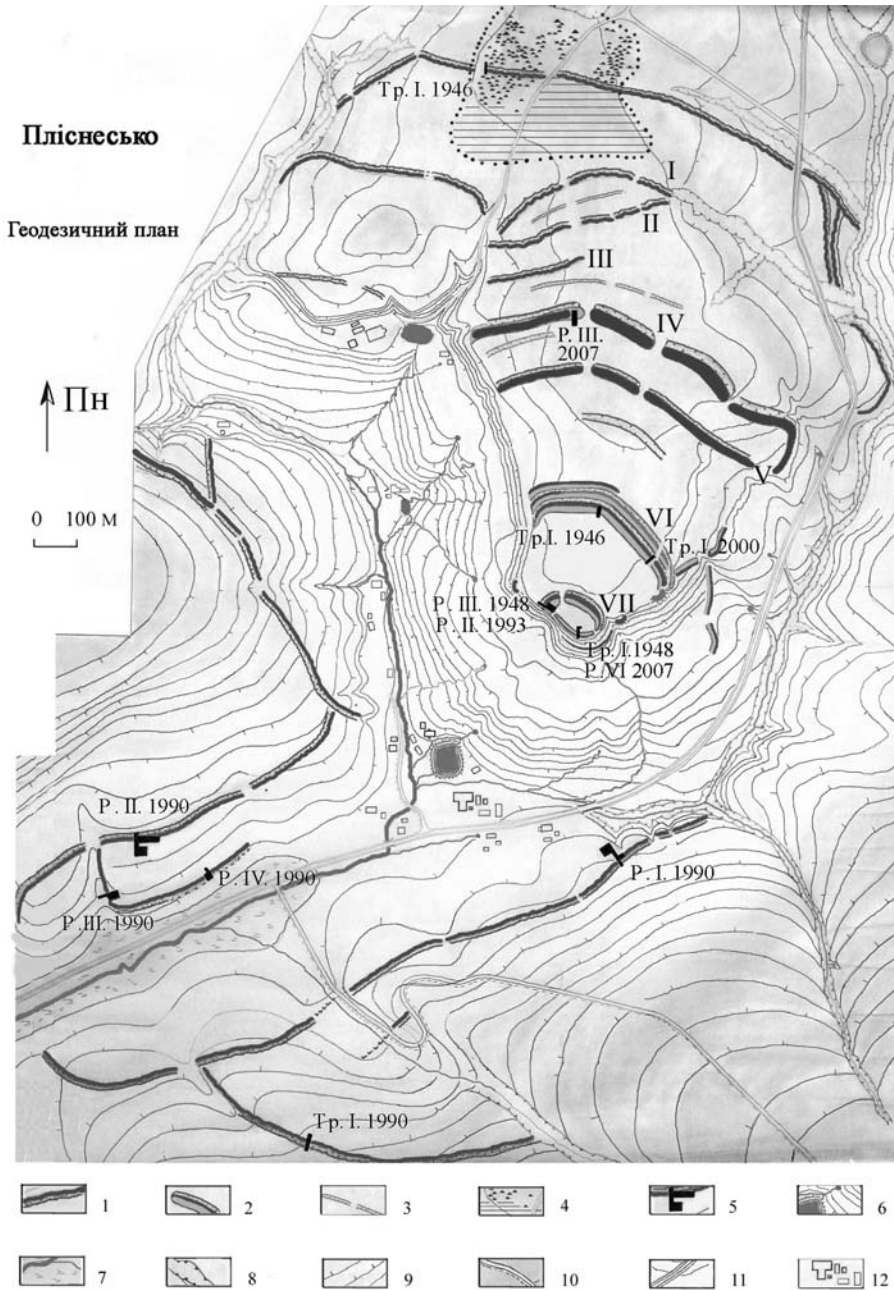 Тр. І. 1946
Пліснесько
Геодезичний план
I
II
III
IV
Р. III.
2007
Пн
0 100 М
V
VI
Тр.І. 1946
Тр. І. 2000
Р. III. 1948
Р. II. 1993
VII
Тр. І.1948
Р. VI 2007
Р. II. 1990
Р. IV. 1990
Р. III. 1990
Р. I. 1990
Тр. І. 1990
1 2 3 4 5 6
7 8 9 10 11 12